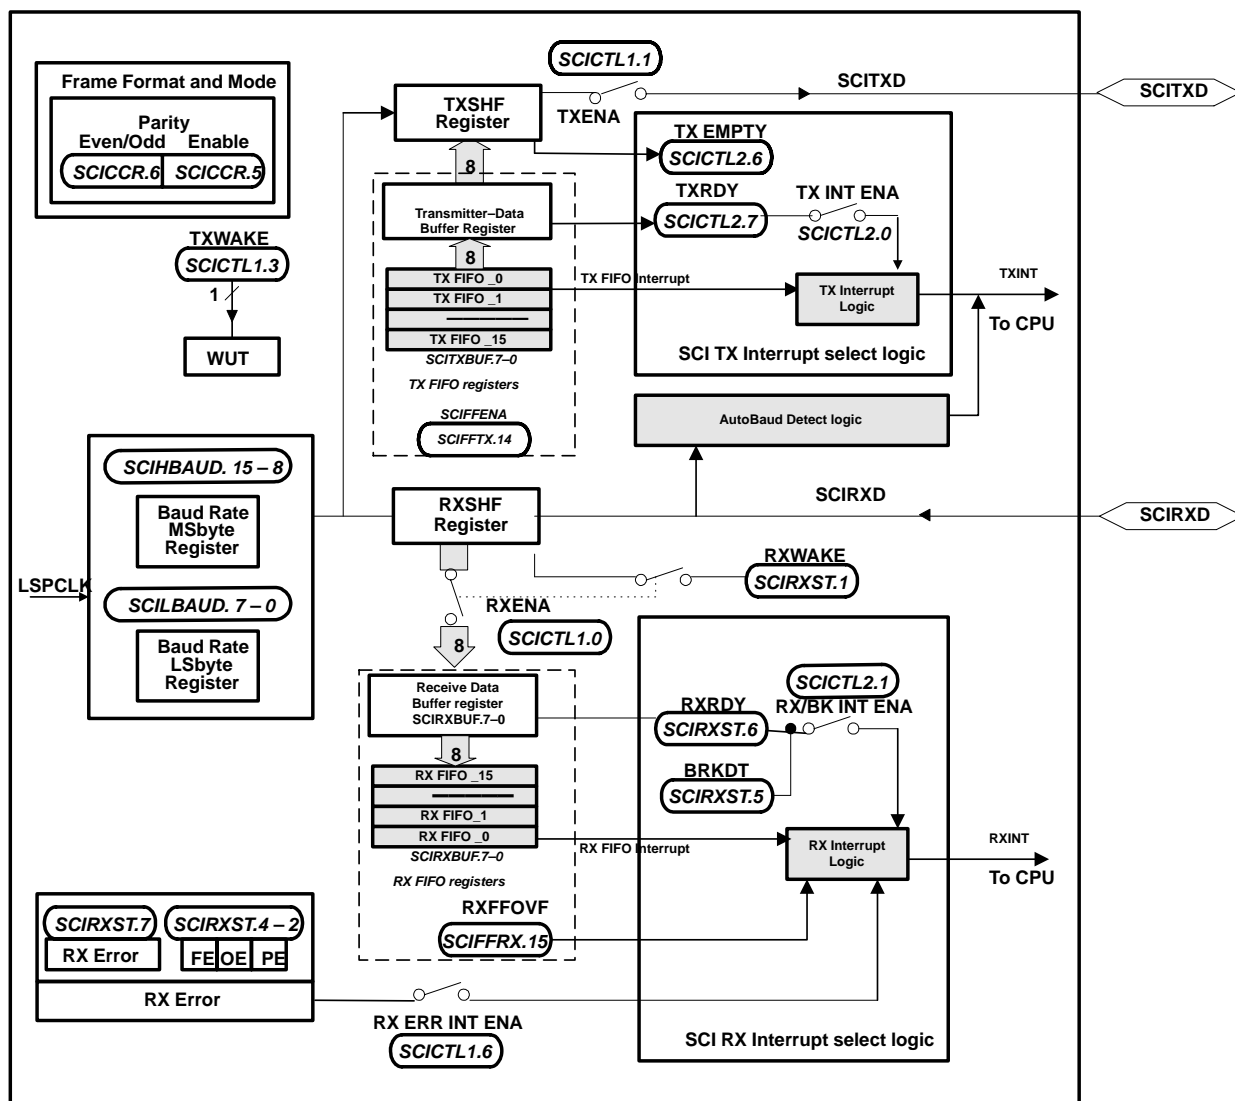 Frame Format and Mode
Parity
Even/Odd Enable
SCICCR.6 SCICCR.5
TXWAKE
SCICTL1.3
1
WUT
SCICTL1.1
TXSHF
Register
TXENA
SCITXD
SCITXD
8
TX EMPTY
SCICTL2.6
Transmitter–Data
Buffer Register
TXRDY
SCICTL2.7
TX INT ENA
SCICTL2.0
8
TX FIFO _0
TX FIFO _1
TX FIFO _15
SCITXBUF.7–0
TX FIFO registers
SCIFFENA
SCIFFTX.14
TX FIFO Interrupt
TX Interrupt
Logic
TXINT
To CPU
SCI TX Interrupt select logic
AutoBaud Detect logic
SCIHBAUD. 15 – 8
Baud Rate
MSbyte
Register
LSPCLK
SCILBAUD. 7 – 0
Baud Rate
LSbyte
Register
RXSHF
Register
SCIRXD
SCIRXD
RXWAKE
SCIRXST.1
RXENA
SCICTL1.0
8
Receive Data
Buffer register
SCIRXBUF.7–0
8
RX FIFO _15
RX FIFO_1
RX FIFO _0
SCIRXBUF.7–0
RX FIFO registers
RXFFOVF
SCIFFRX.15
SCICTL2.1
RXRDY
RX/BK INT ENA
SCIRXST.6
BRKDT
SCIRXST.5
RX FIFO Interrupt
RX Interrupt
Logic
RXINT
To CPU
SCI RX Interrupt select logic
SCIRXST.7 SCIRXST.4 – 2
RX Error FE OE PE
RX Error
RX ERR INT ENA
SCICTL1.6